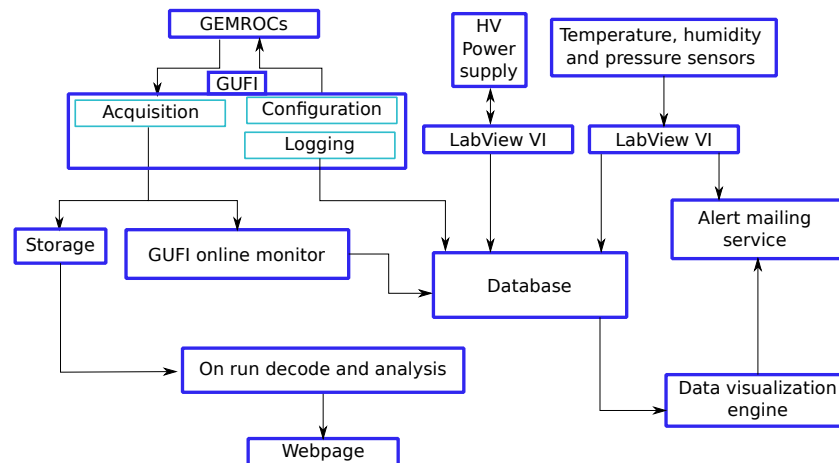 GEMROCs
HV
Power
supply
Temperature, humidity
and pressure sensors
GUFI
Acquisition
Configuration
Logging
LabView VI
LabView VI
Storage
GUFI online monitor
Database
Alert mailing
service
On run decode and analysis
Data visualization
engine
Webpage